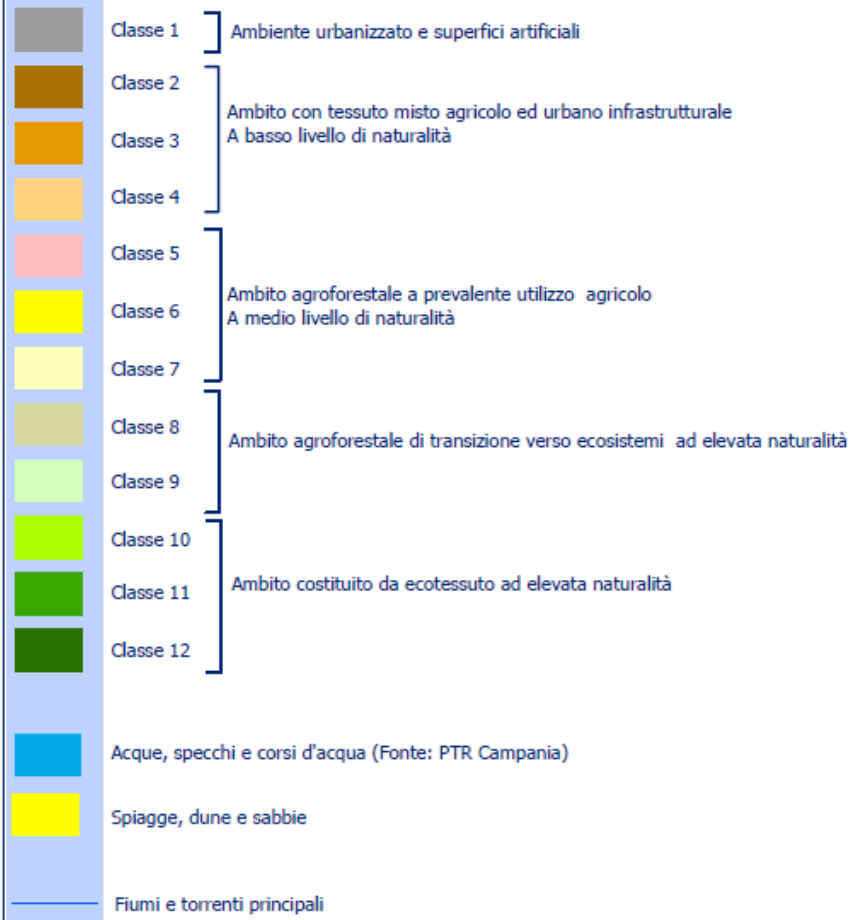 Classe 1
Ambiente urbanizzato e superfici artificiali
Classe 2
Ambito con tessuto misto agricolo ed urbano infrastrutturale
A basso livello di naturalità
Classe 3
Classe 4
Classe 5
Ambito agroforestale a prevalente utilizzo agricolo
A medio livello di naturalità
Classe 6
Classe 7
Classe 8
Ambito agroforestale di transizione verso ecosistemi ad elevata naturalità
Classe 9
Classe 10
Ambito costituito da ecotessuto ad elevata naturalità
Classe 11
Classe 12
Acque, specchi e corsi d'acqua (Fonte: PTR Campania)
Spiagge, dune e sabbie
Fiumi e torrenti principali